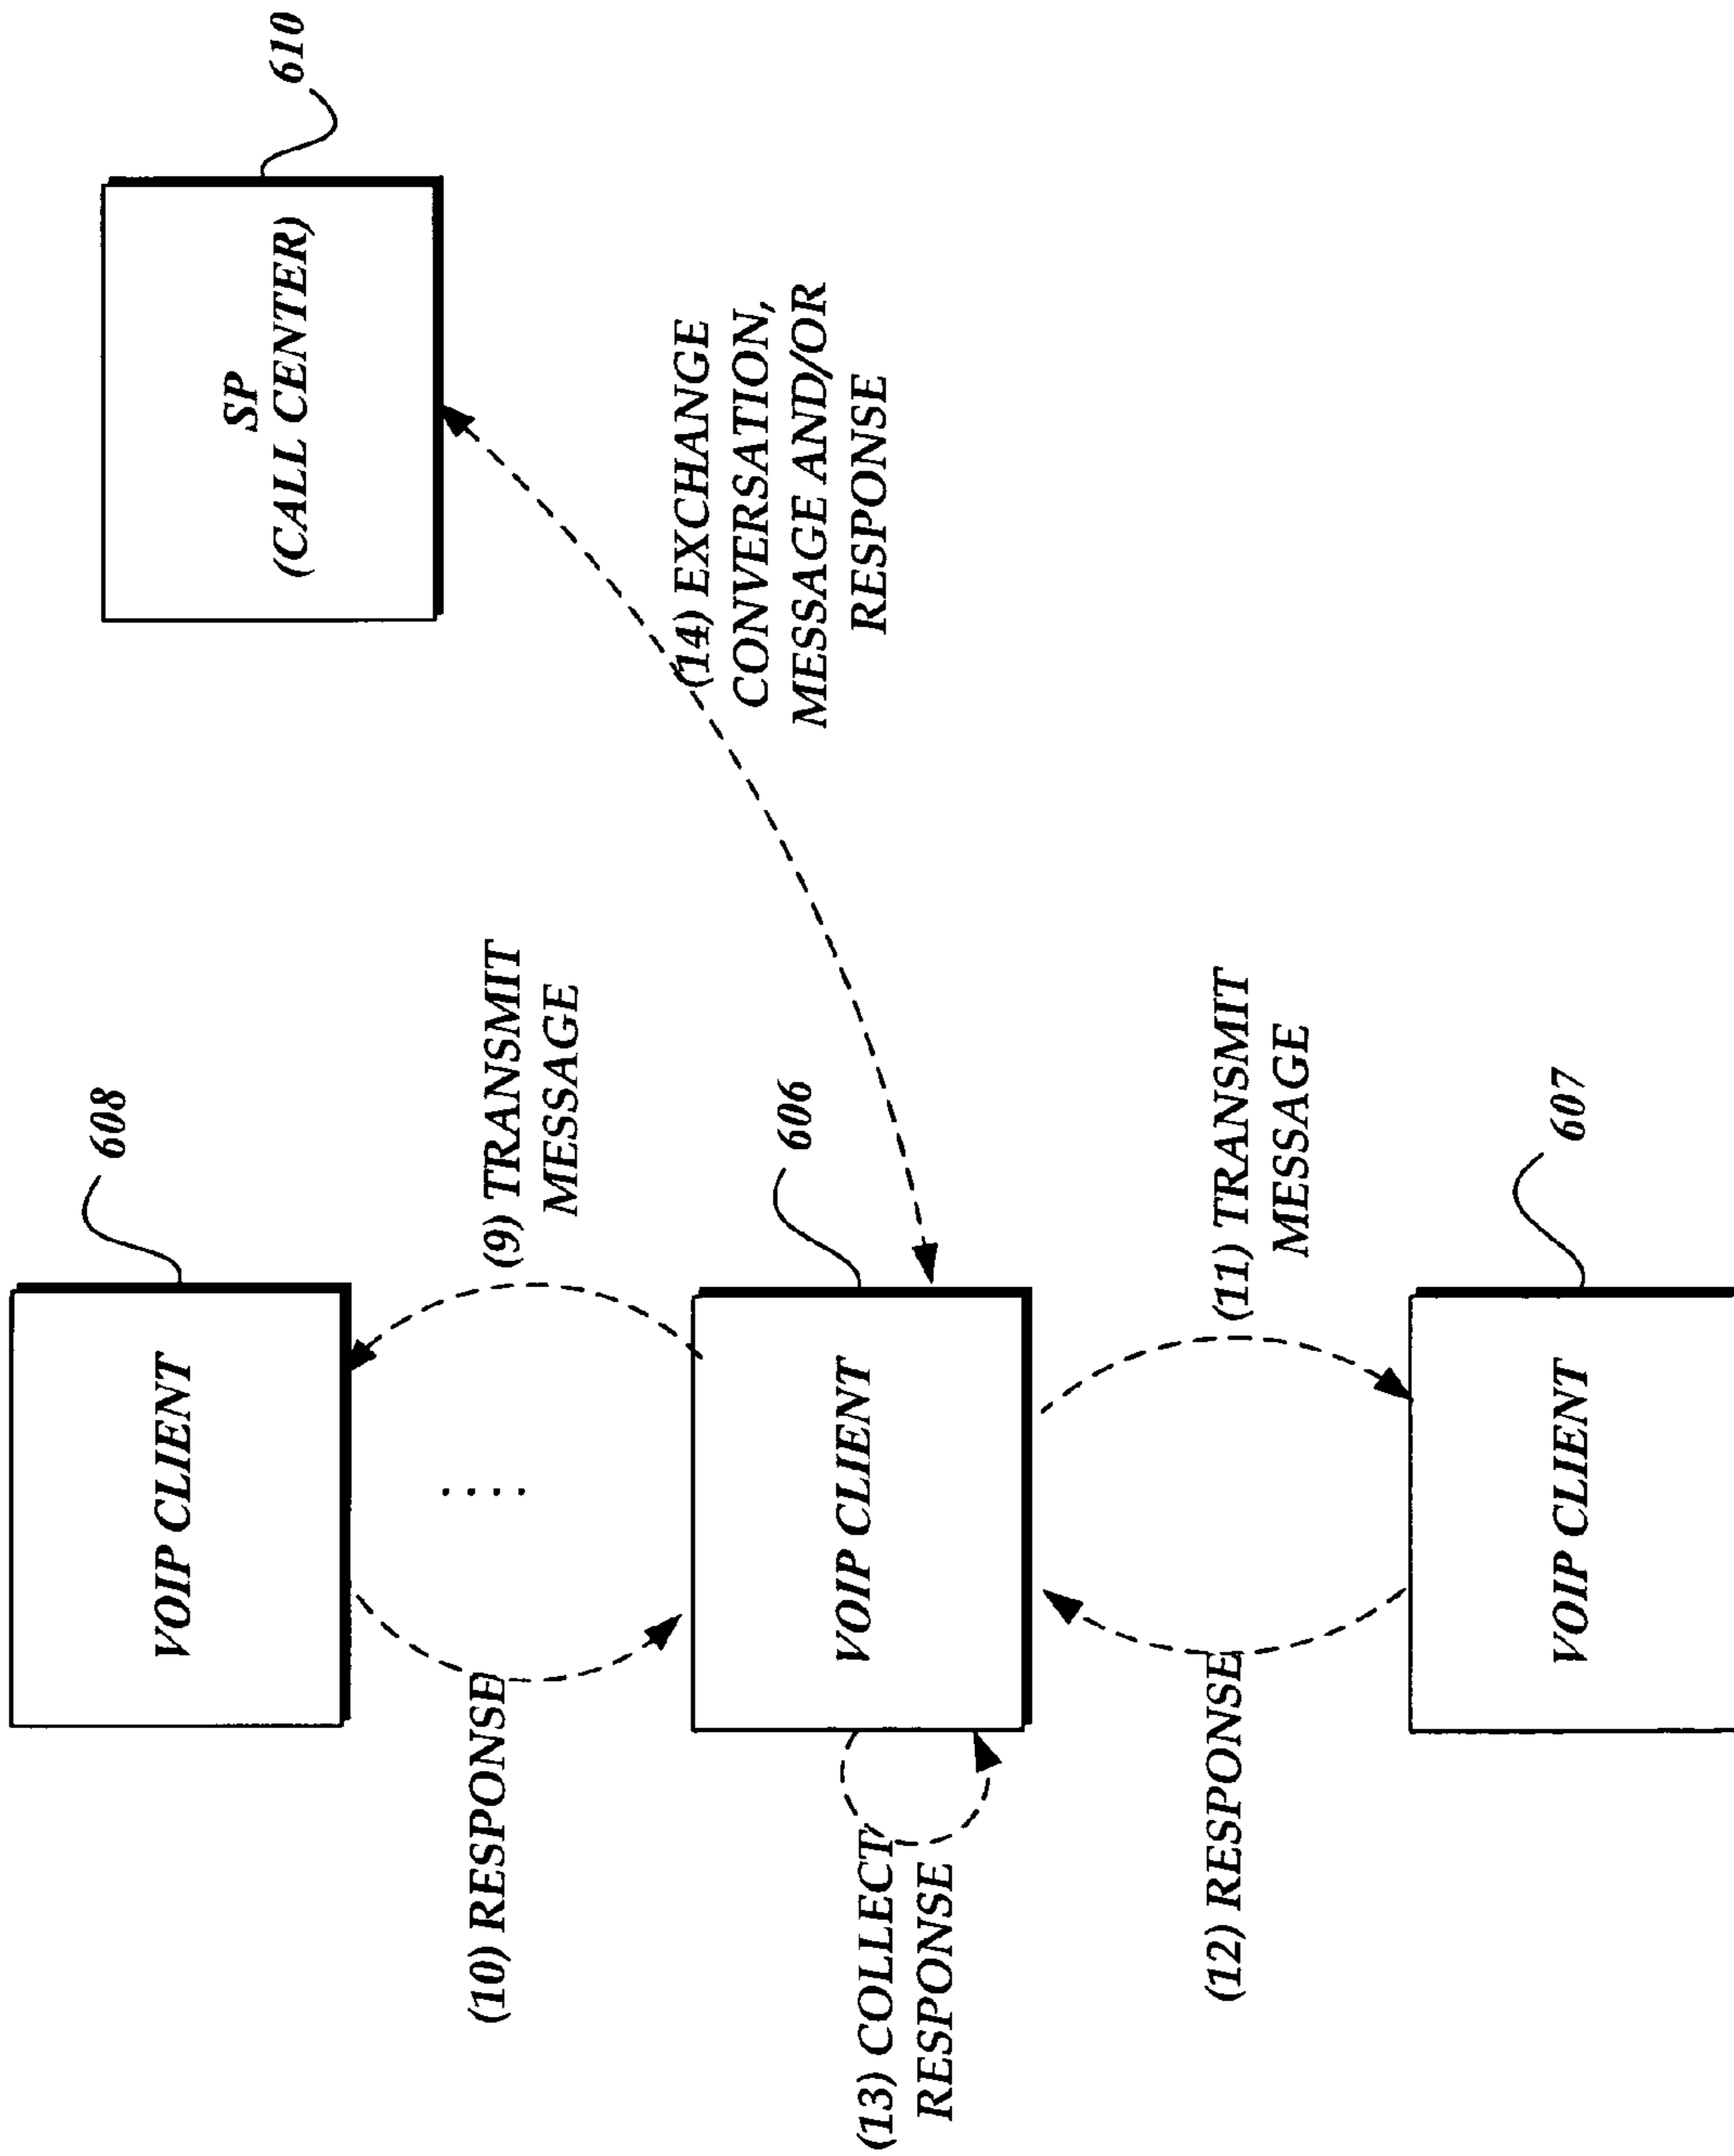 610
SP
(CALL CENTER)
(14) EXCHANGE
CONVERSATION,
MESSAGE AND/OR
RESPONSE
608
VOIP CLIENT
(9) TRANSMIT
MESSAGE
(10) RESPONSE
606
VOIP CLIENT
(13) COLLECT
RESPONSE
(11) TRANSMIT
MESSAGE
(12) RESPONSE
607
VOIP CLIENT